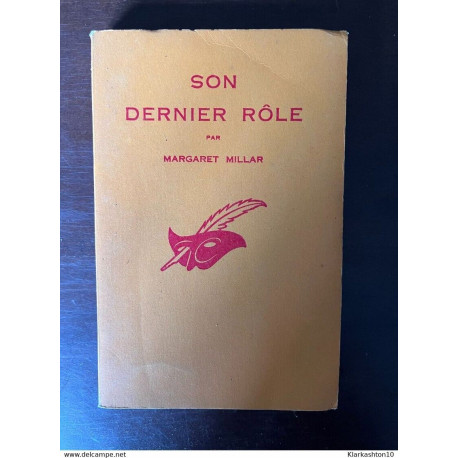 SON
DERNIER RÔLE
PAR
MARGARET MILLAR
www.delcampe.net
Klarkashton10